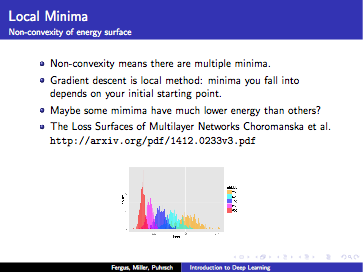 Local Minima
Non-convexity of energy surface
Non-convexity means there are multiple minima.
Gradient descent is local method: minima you fall into
depends on your initial starting point.
Maybe some mimima have much lower energy than others?
The Loss Surfaces of Multilayer Networks Choromanska et al.
http://arxiv.org/pdf/1412.0233v3.pdf
Fergus, Miller, Puhrsch Introduction to Deep Learning